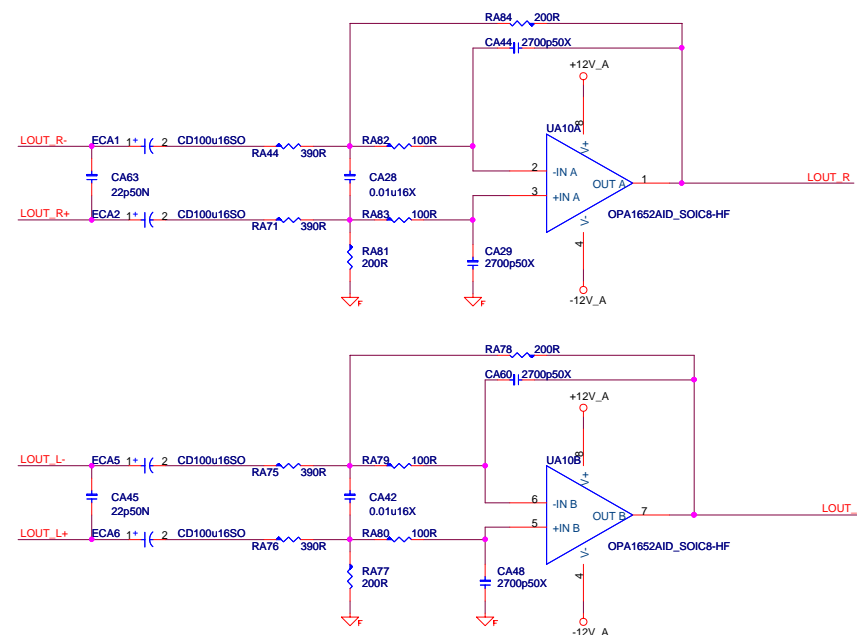 RA84 200R
CA44 2700p50X
+12V_A
8
UA10A
V+
LOUT_R- ECA1 1 + 2 CD100u16SO RA82 100R
RA44 390R
2 -IN A
CA63 CA28
22p50N 0.01u16X
OUT A 1 LOUT_R
3 +IN A
LOUT_R+ ECA2 1 + 2 CD100u16SO RA83 100R
RA71 390R
OPA1652AID_SOIC8-HF
V-
4
RA81 CA29
200R 2700p50X
F F
-12V_A
RA78 200R
CA60 2700p50X
+12V_A
8
UA10B
V+
LOUT_L- ECA5 1 + 2 CD100u16SO RA79 100R
RA75 390R
6 -IN B
CA45 CA42
22p50N 0.01u16X
OUT B 7 LOUT_
5 +IN B
LOUT_L+ ECA6 1 + 2 CD100u16SO RA80 100R
RA76 390R
OPA1652AID_SOIC8-HF
V-
4
RA77 CA48
200R 2700p50X
F F
-12V_A